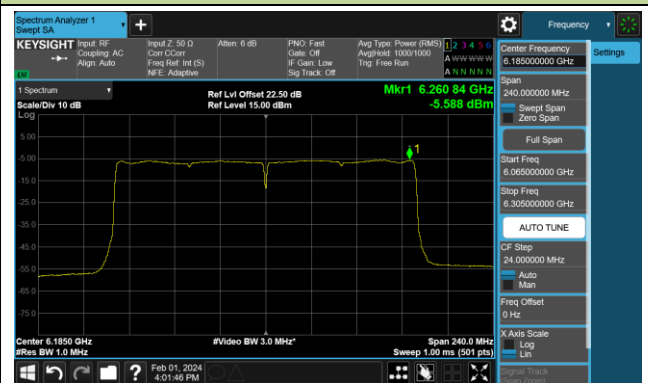 Spectrum Analyzer 1
Swept SA
Frequency
KEYSIGHT
Input: RF
Coupling: AC
Align: Auto
Input Z: 50 Ω
Corr CCorr
Freq Ref: Int (S)
NFE: Adaptive
Atten: 6 dB
PNO: Fast
Gate: Off
IF Gain: Low
Sig Track: Off
Avg Type: Power (RMS)
Avg|Hold: 1000/1000
Trig: Free Run
1 2 3 4 5 6
A W W W W W
A N N N N N
Center Frequency
6.185000000 GHz
Settings
1 Spectrum
Scale/Div 10 dB
Log
Ref Lvl Offset 22.50 dB
Ref Level 15.00 dBm
Mkr1 6.260 84 GHz
-5.588 dBm
5.00
-5.00
-15.0
-25.0
-35.0
-45.0
-55.0
-65.0
-75.0
1
Center 6.1850 GHz
#Res BW 1.0 MHz
#Video BW 3.0 MHz*
Span 240.0 MHz
Sweep 1.00 ms (501 pts)
Span
240.000000 MHz
Swept Span
Zero Span
Full Span
Start Freq
6.065000000 GHz
Stop Freq
6.305000000 GHz
AUTO TUNE
CF Step
24.000000 MHz
Auto
Man
Freq Offset
0 Hz
X Axis Scale
Log
Lin
Signal Track
Feb 01, 2024
4:01:46 PM